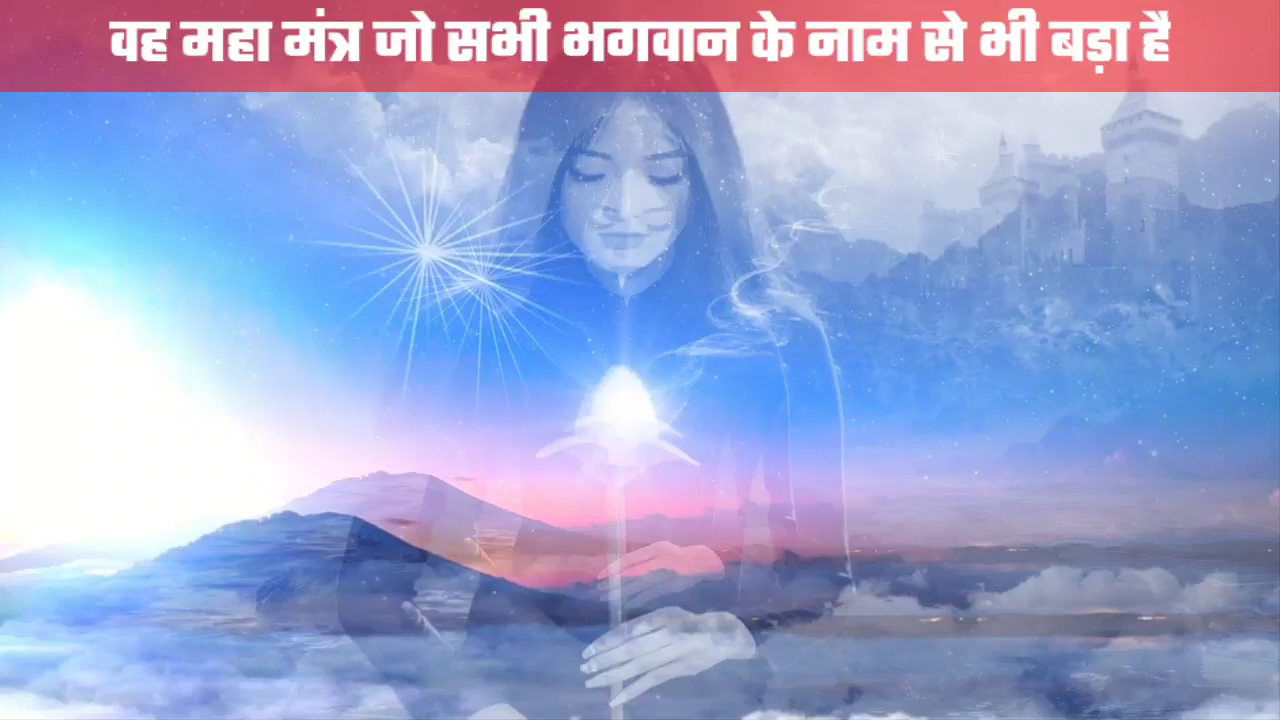 वह महा मंत्र जो सभी भगवान के नाम से भी बड़ा है